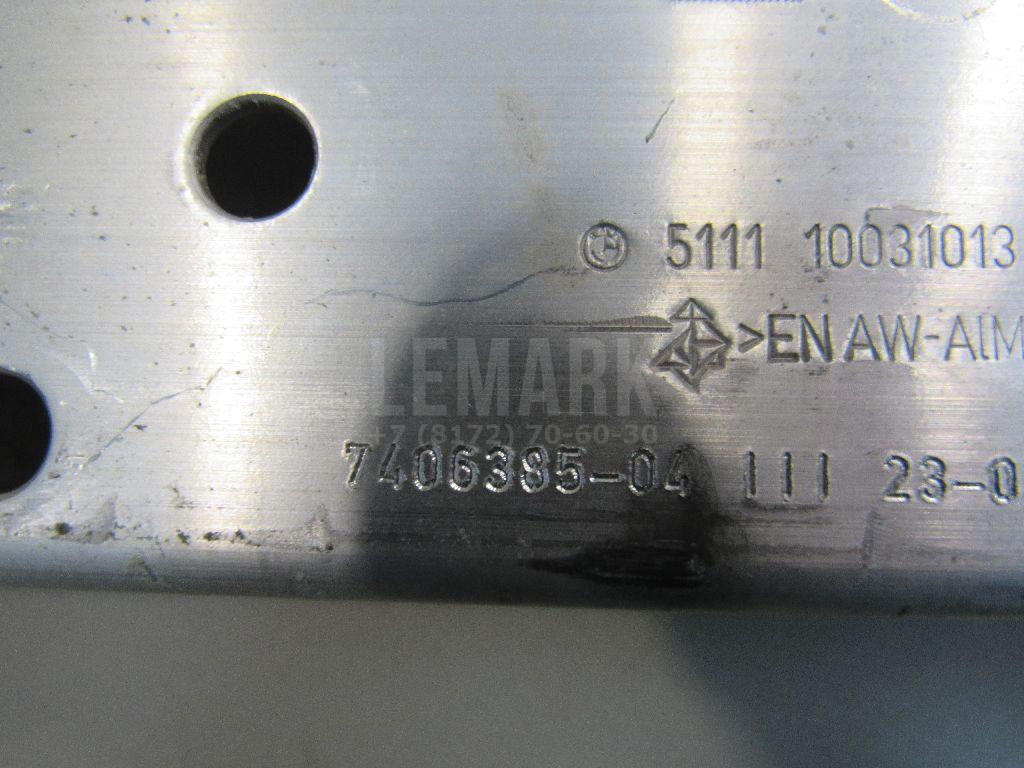 5111 10031013
>EN AW-AlM
LEMARK
+7 (8172) 70-60-30
7406385-04 III 23-0